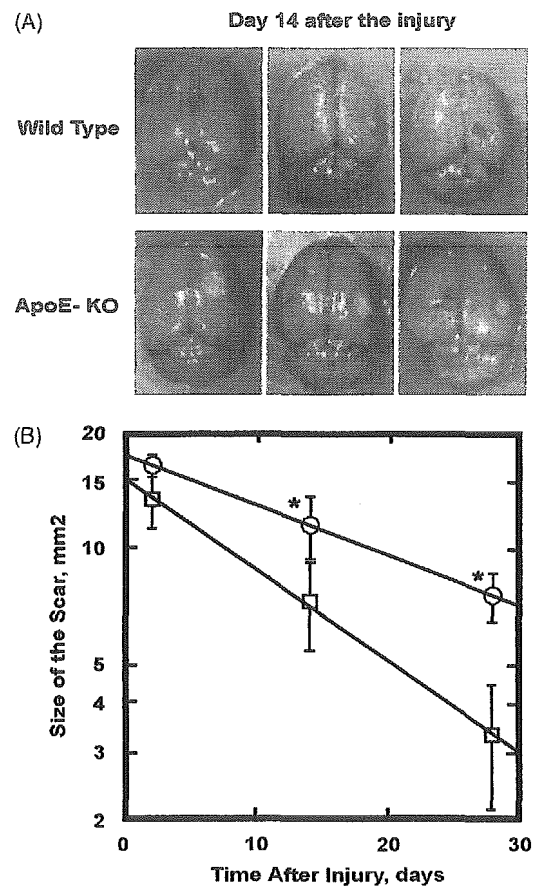 (A)
Day 14 after the injury
Wild Type
ApoE- KO
(B)
Size of the Scar, mm2
20
15
10
5
4
3
2
*
*
0
10
20
30
Time After Injury, days